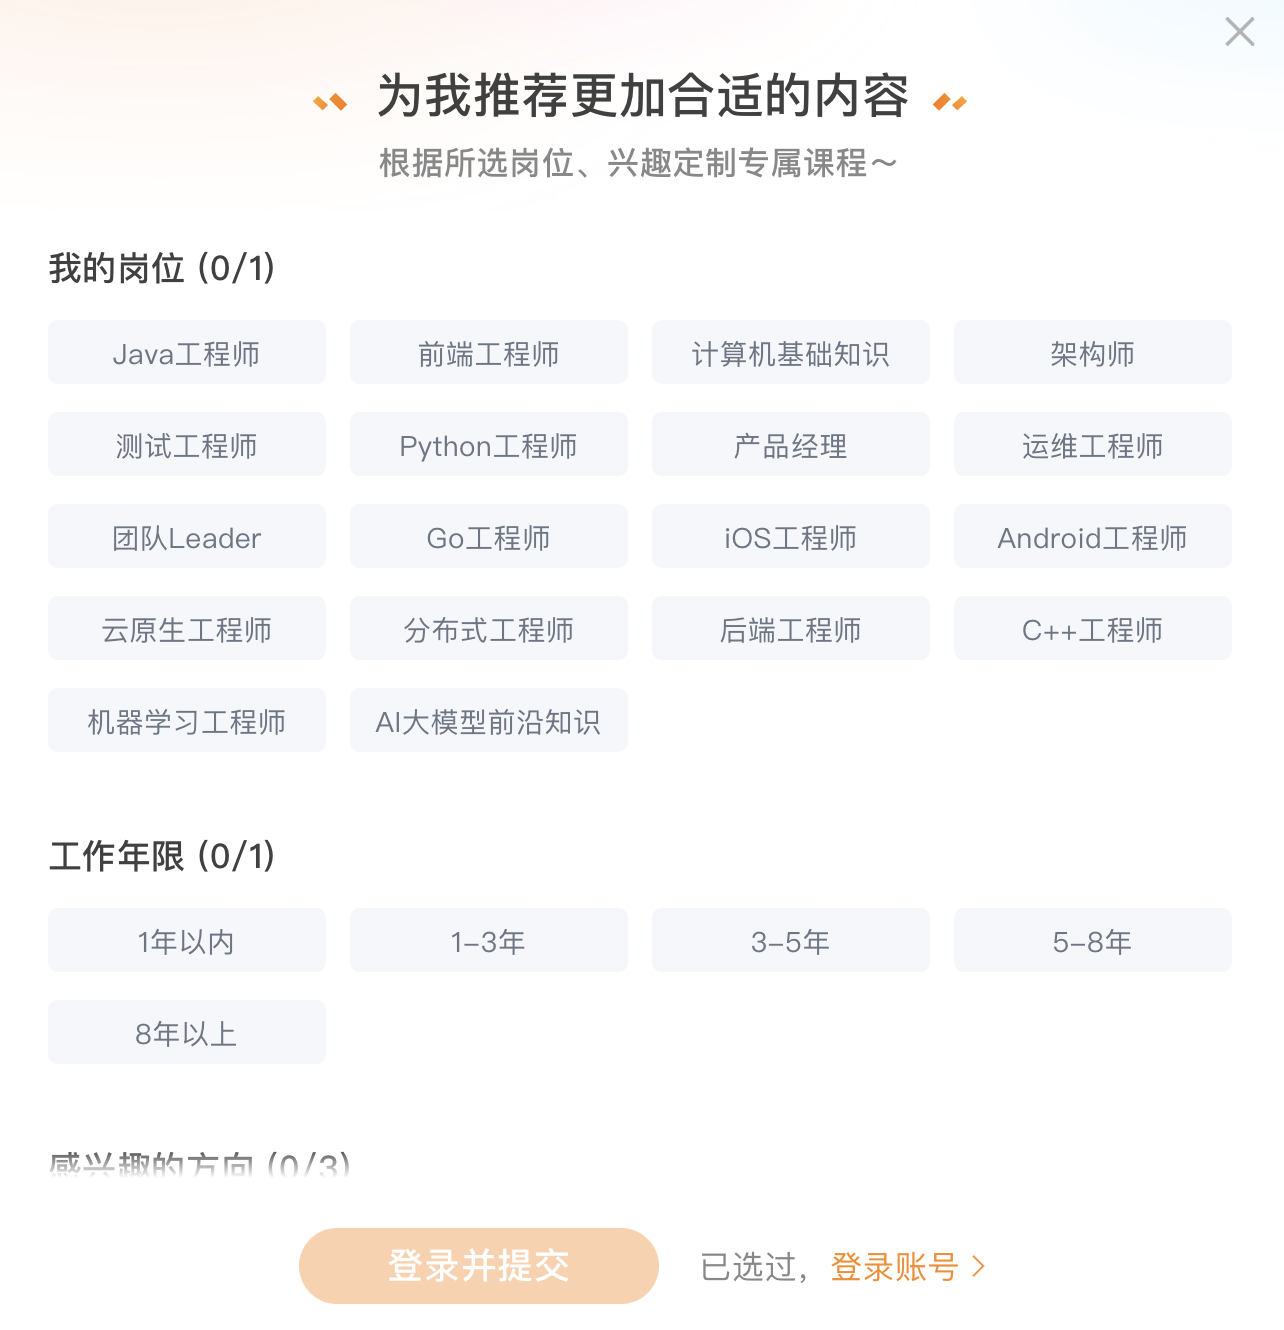 为我推荐更加合适的内容
根据所选岗位、兴趣定制专属课程～
我的岗位 (0/1)
Java工程师 前端工程师 计算机基础知识 架构师
测试工程师 Python工程师 产品经理 运维工程师
团队Leader Go工程师 iOS工程师 Android工程师
云原生工程师 分布式工程师 后端工程师 C++工程师
机器学习工程师 AI大模型前沿知识
工作年限 (0/1)
1年以内 1–3年 3–5年 5–8年
8年以上
感兴趣的方向 (0/3)
登录并提交 已选过，登录账号